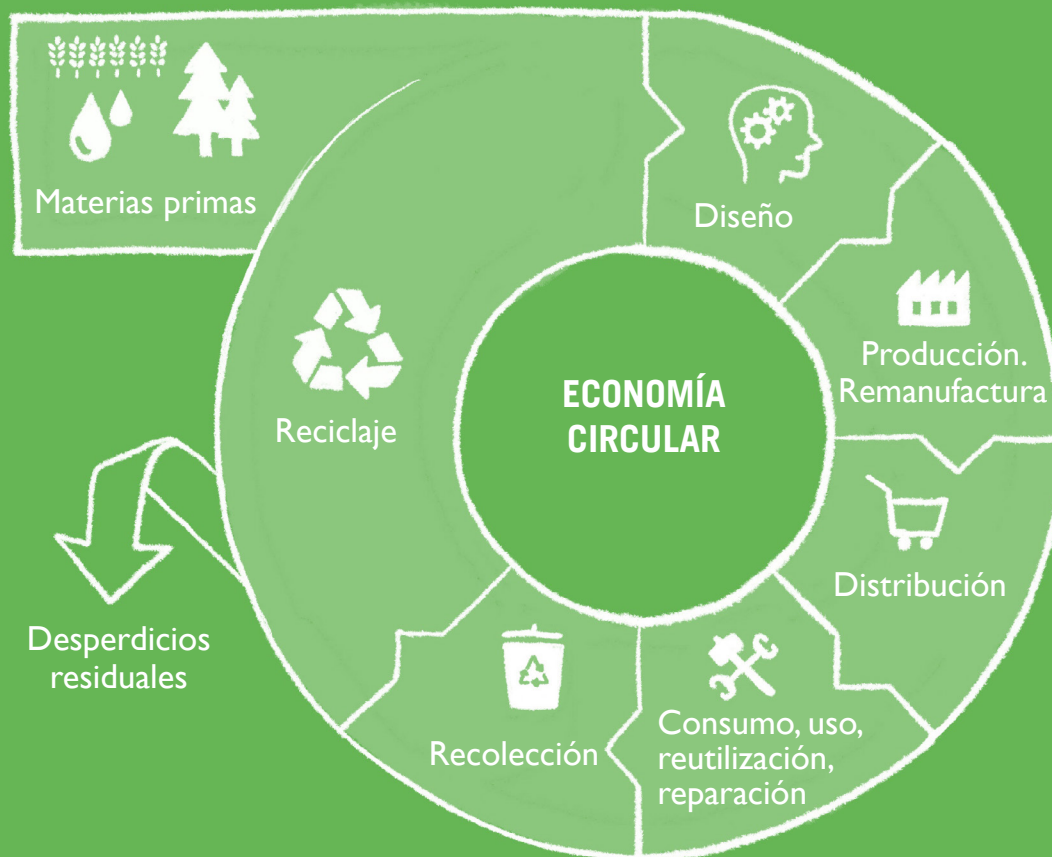 Materias primas
Diseño
Producción.
Remanufactura
Distribución
Consumo, uso,
reutilización,
reparación
Recolección
Reciclaje
Desperdicios
residuales
ECONOMÍA
CIRCULAR